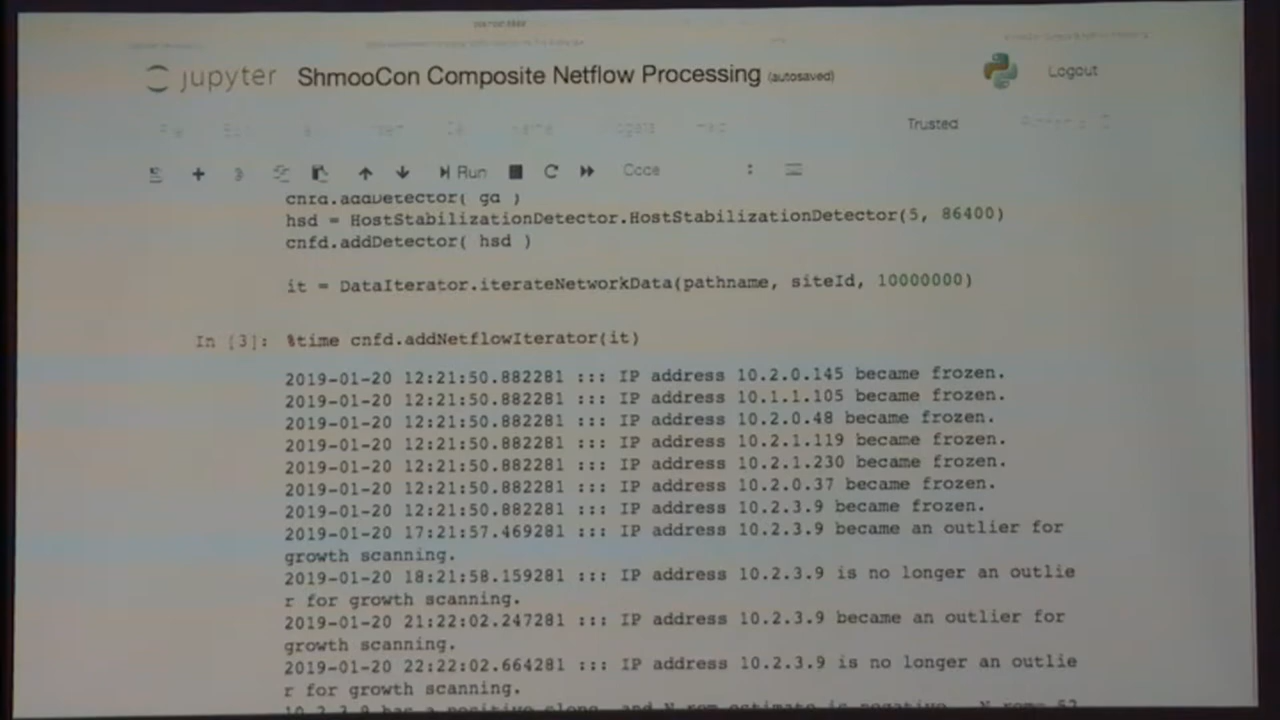 jupyter ShmooCon Composite Netflow Processing (autosaved)
Logout
Trusted
Run
hsd = HostStabilizationDetector.HostStabilizationDetector(5, 86400)
cnfd.addDetector( hsd )
it = DataIterator.iterateNetworkData(pathname, siteId, 10000000)
In [3]: %time cnfd.addNetflowIterator(it)
2019-01-20 12:21:50.882281 ::: IP address 10.2.0.145 became frozen.
2019-01-20 12:21:50.882281 ::: IP address 10.1.1.105 became frozen.
2019-01-20 12:21:50.882281 ::: IP address 10.2.0.48 became frozen.
2019-01-20 12:21:50.882281 ::: IP address 10.2.1.119 became frozen.
2019-01-20 12:21:50.882281 ::: IP address 10.2.1.230 became frozen.
2019-01-20 12:21:50.882281 ::: IP address 10.2.0.37 became frozen.
2019-01-20 12:21:50.882281 ::: IP address 10.2.3.9 became frozen.
2019-01-20 17:21:57.469281 ::: IP address 10.2.3.9 became an outlier for
growth scanning.
2019-01-20 18:21:58.159281 ::: IP address 10.2.3.9 is no longer an outlie
r for growth scanning.
2019-01-20 21:22:02.247281 ::: IP address 10.2.3.9 became an outlier for
growth scanning.
2019-01-20 22:22:02.664281 ::: IP address 10.2.3.9 is no longer an outlie
r for growth scanning.